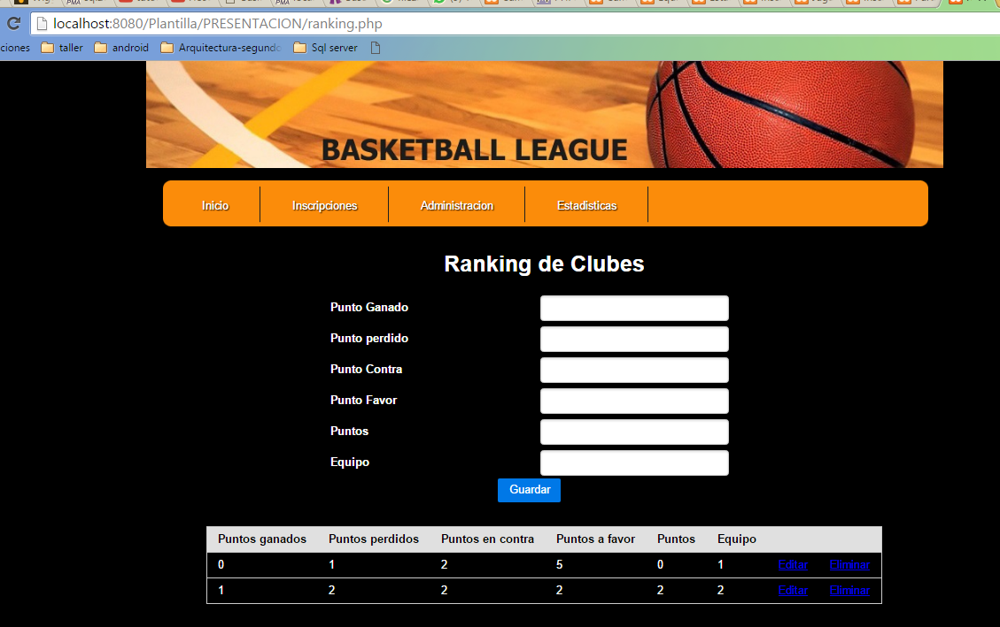 localhost:8080/Plantilla/PRESENTACION/ranking.php
ciones taller android Arquitectura-segundo Sql server
BASKETBALL LEAGUE
Inicio Inscripciones Administracion Estadisticas
Ranking de Clubes
Punto Ganado
Punto perdido
Punto Contra
Punto Favor
Puntos
Equipo
Guardar
Puntos ganados Puntos perdidos Puntos en contra Puntos a favor Puntos Equipo
0 1 2 5 0 1 Editar Eliminar
1 2 2 2 2 2 Editar Eliminar